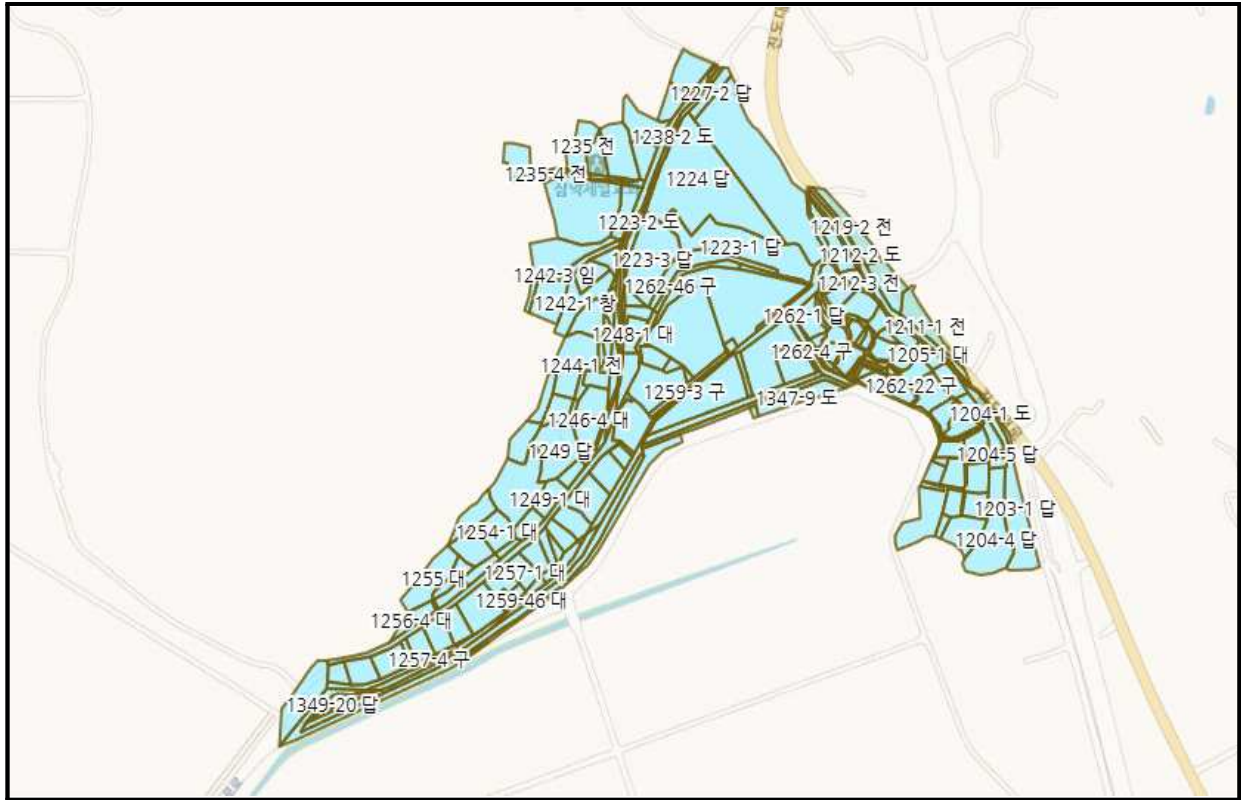 1227-2 답
1238-2 도
1235 전
1235-4 전
1224 답
1223-2 도
1219-2 전
1223-1 답
1212-2 도
1223-3 답
1242-3 임
1212-3 전
1262-46 구
1242-1 창
1262-1 답
1211-1 전
1248-1 대
1262-4 구
1205-1 대
1244-1 전
1262-22 구
1259-3 구
1347-9 도
1204-1 도
1246-4 대
1249 답
1204-5 답
1249-1 대
1203-1 답
1254-1 대
1204-4 답
1257-1 대
1255 대
1259-46 대
1256-4 대
1257-4 구
1349-20 답